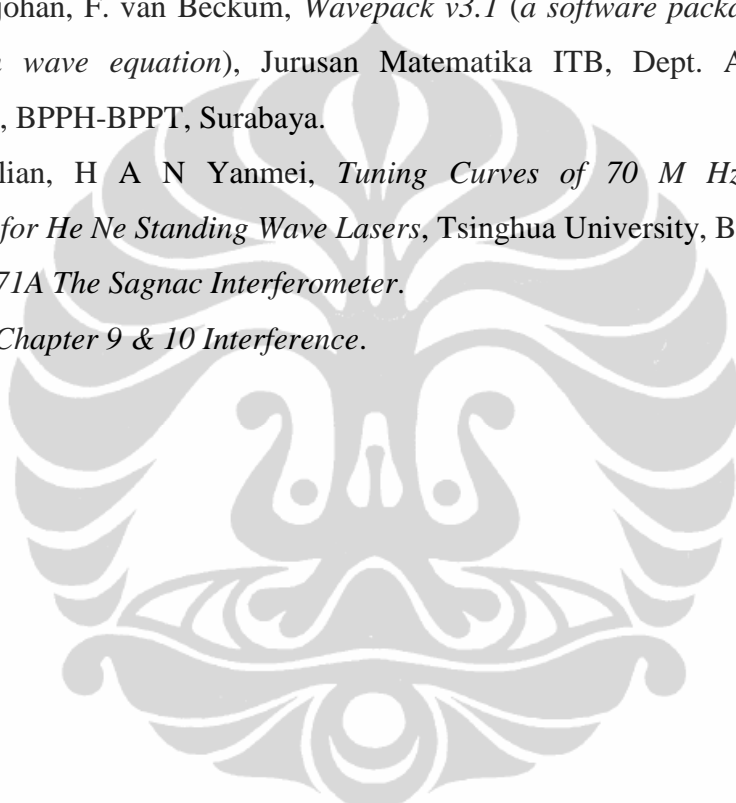 johan, F. van Beckum, Wavepack v3.1 (a software packa
wave equation), Jurusan Matematika ITB, Dept. A
, BPPH-BPPT, Surabaya.
lian, H A N Yanmei, Tuning Curves of 70 M Hz
for He Ne Standing Wave Lasers, Tsinghua University, B
71A The Sagnac Interferometer.
Chapter 9 & 10 Interference.